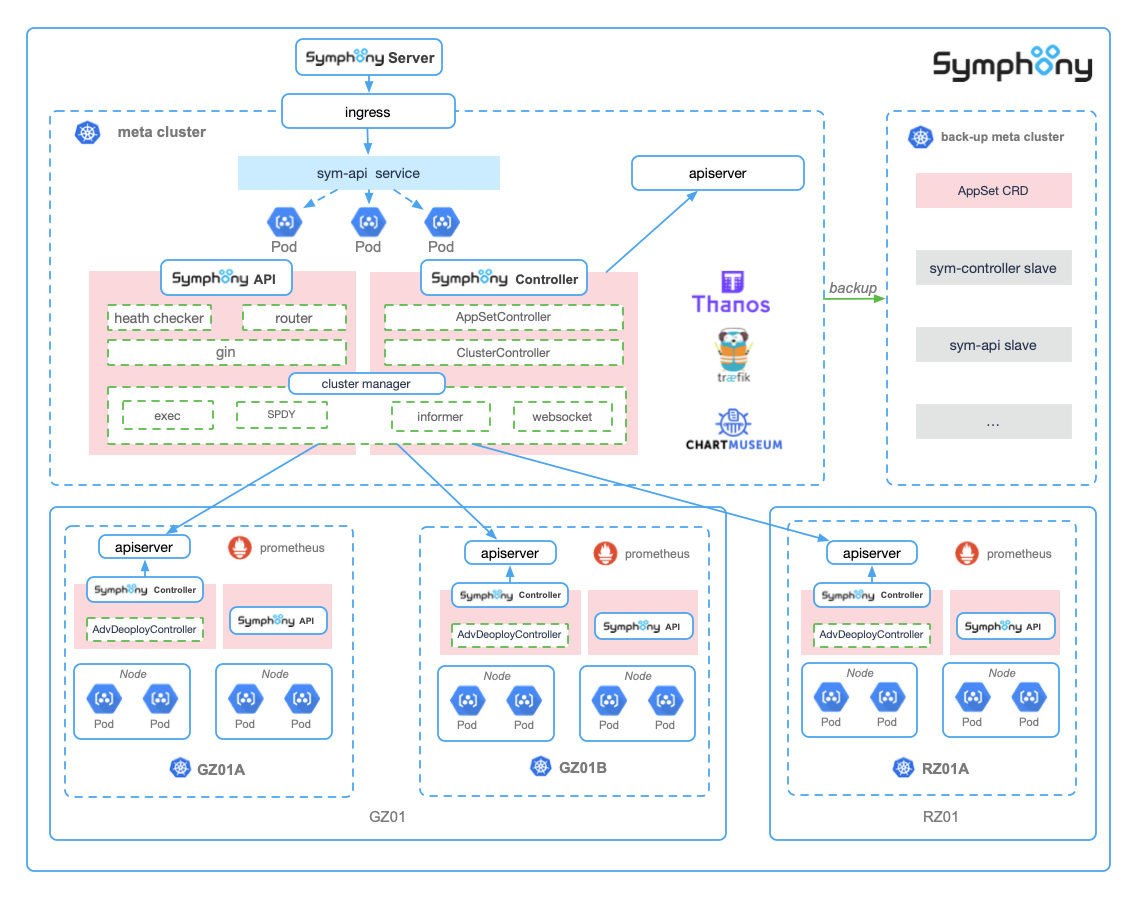 Symphony Server
Symphony
ingress
meta cluster
back-up meta cluster
sym-api service
apiserver
AppSet CRD
Pod
Pod
Pod
Symphony API
Symphony Controller
sym-controller slave
backup
Thanos
heath checker
router
AppSetController
gin
ClusterController
sym-api slave
træfik
cluster manager
exec
SPDY
informer
websocket
CHARTMUSEUM
...
apiserver
prometheus
Symphony Controller
AdvDeoployController
Symphony API
Node
Pod
Pod
Node
Pod
Pod
GZ01A
apiserver
prometheus
Symphony Controller
AdvDeoployController
Symphony API
Node
Pod
Pod
Node
Pod
Pod
GZ01B
GZ01
apiserver
prometheus
Symphony Controller
AdvDeoployController
Symphony API
Node
Pod
Pod
Node
Pod
Pod
RZ01A
RZ01